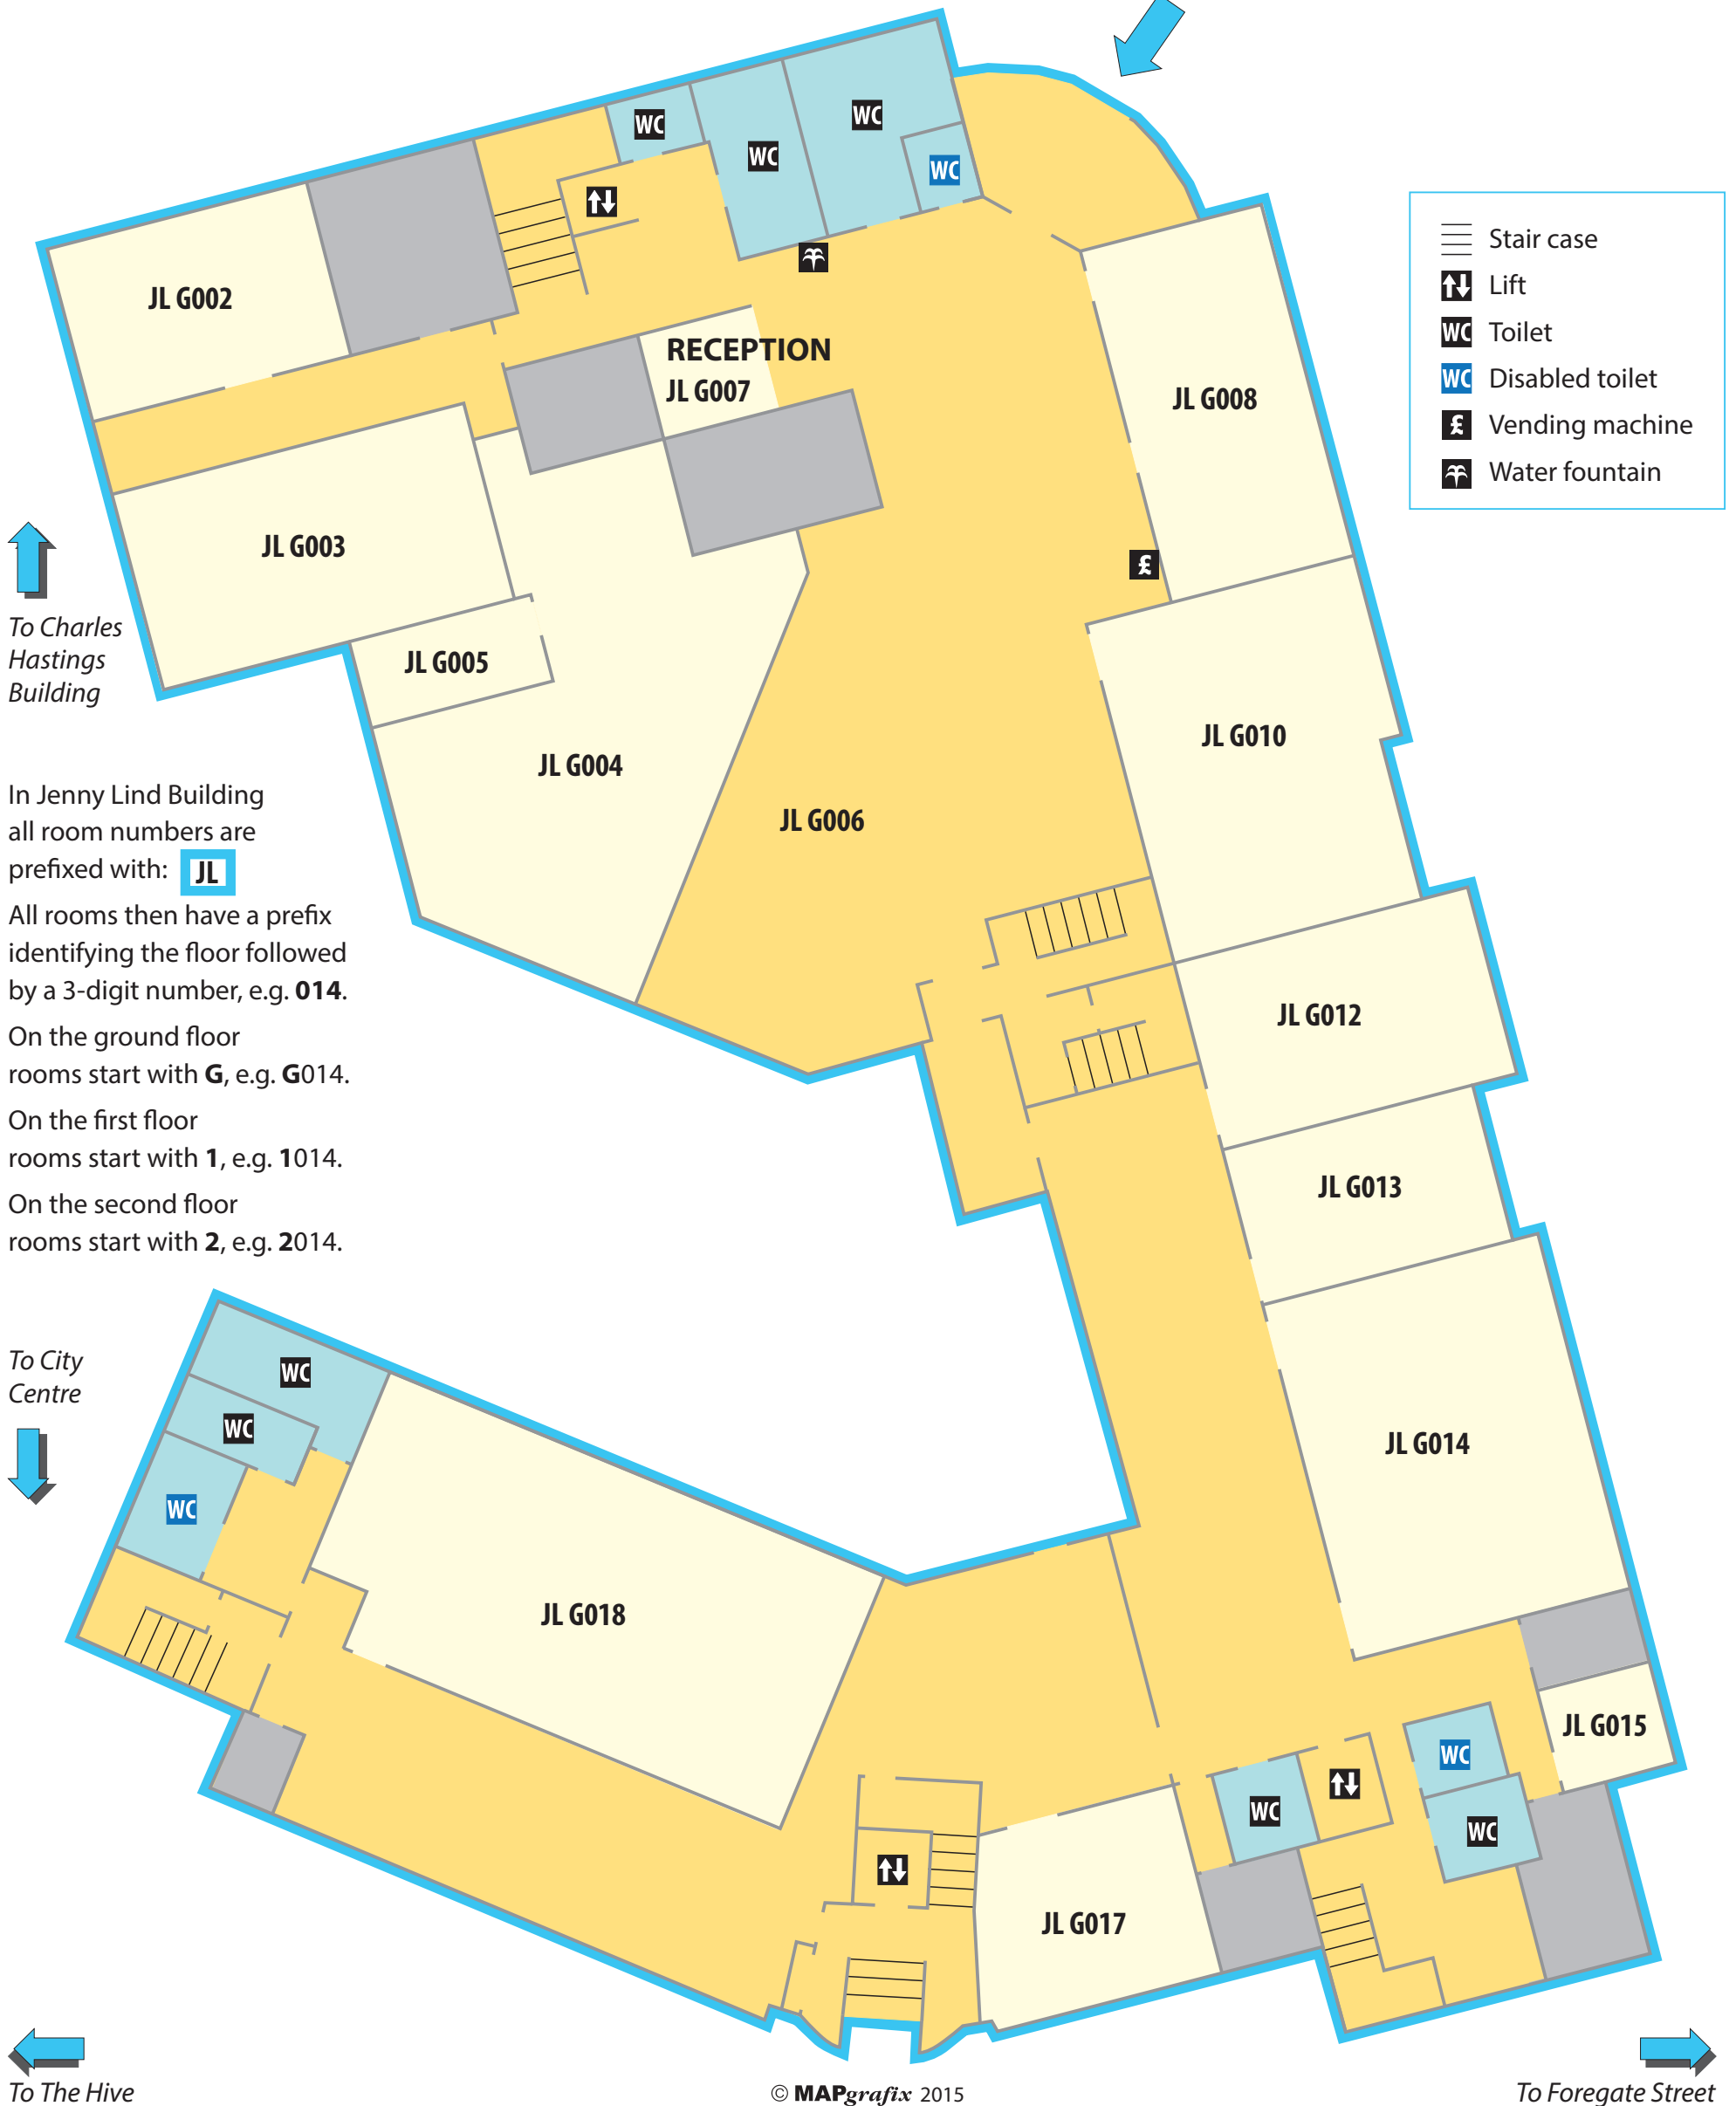 WC
WC
WC
WC
JL G002
RECEPTION
JL G007
JL G008
Stair case
Lift
WC Toilet
WC Disabled toilet
£ Vending machine
Water fountain
JL G003
£
To Charles
Hastings
Building
JL G005
JL G004
JL G010
JL G006
In Jenny Lind Building
all room numbers are
prefixed with: JL
All rooms then have a prefix
identifying the floor followed
by a 3-digit number, e.g. 014.
On the ground floor
rooms start with G, e.g. G014.
On the first floor
rooms start with 1, e.g. 1014.
On the second floor
rooms start with 2, e.g. 2014.
JL G012
JL G013
To City
Centre
WC
WC
WC
JL G014
JL G018
JL G015
WC
WC
WC
JL G017
To The Hive
© MAPgrafix 2015
To Foregate Street